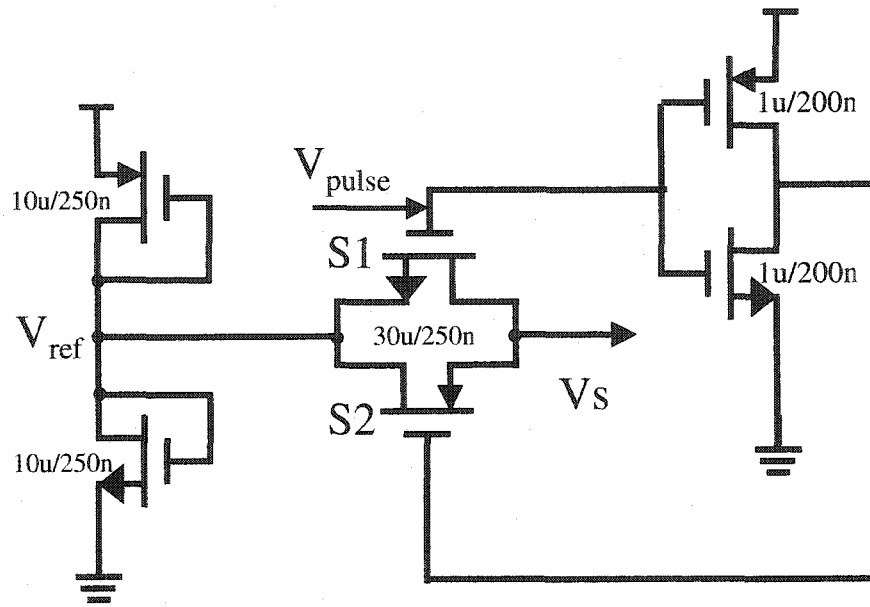 1u/200n
10u/250n
V_pulse
S1
1u/200n
V_ref
30u/250n
Vs
S2
10u/250n